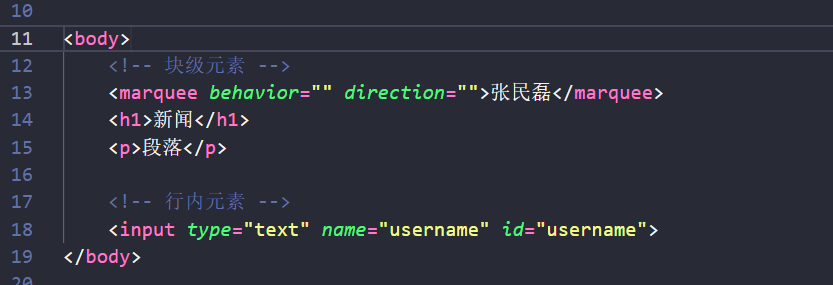 10
11 <body>
12 <!-- 块级元素 -->
13 <marquee behavior="" direction="">张民磊</marquee>
14 <h1>新闻</h1>
15 <p>段落</p>
16
17 <!-- 行内元素 -->
18 <input type="text" name="username" id="username">
19 </body>
20